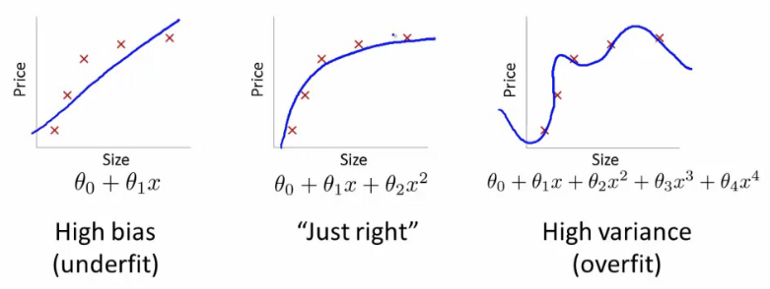 Price
Size
θ₀ + θ₁x
High bias
(underfit)
Price
Size
θ₀ + θ₁x + θ₂x²
“Just right”
Price
Size
θ₀ + θ₁x + θ₂x² + θ₃x³ + θ₄x⁴
High variance
(overfit)